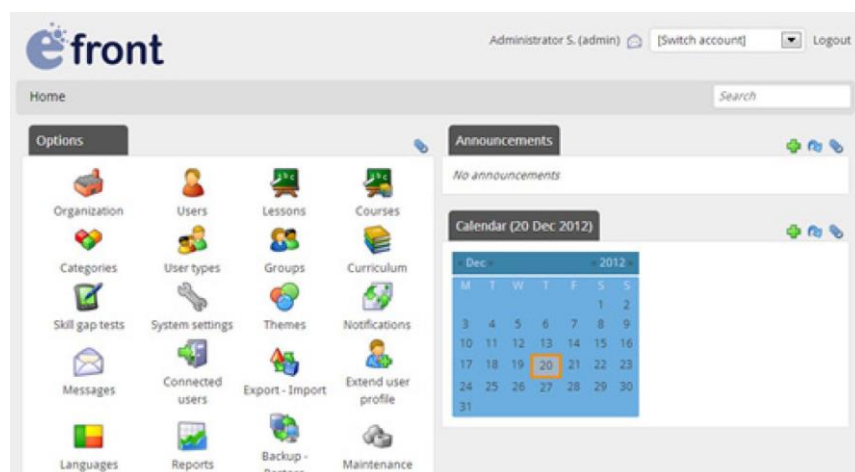 efront
Administrator S. (admin) [Switch account] Logout
Home Search
Options
Organization Users Lessons Courses
Categories User types Groups Curriculum
Skill gap tests System settings Themes Notifications
Messages Connected users Export - Import Extend user profile
Languages Reports Backup - Maintenance
Announcements
No announcements
Calendar (20 Dec 2012)
Dec 2012
M T W T F S S
1 2
3 4 5 6 7 8 9
10 11 12 13 14 15 16
17 18 19 20 21 22 23
24 25 26 27 28 29 30
31